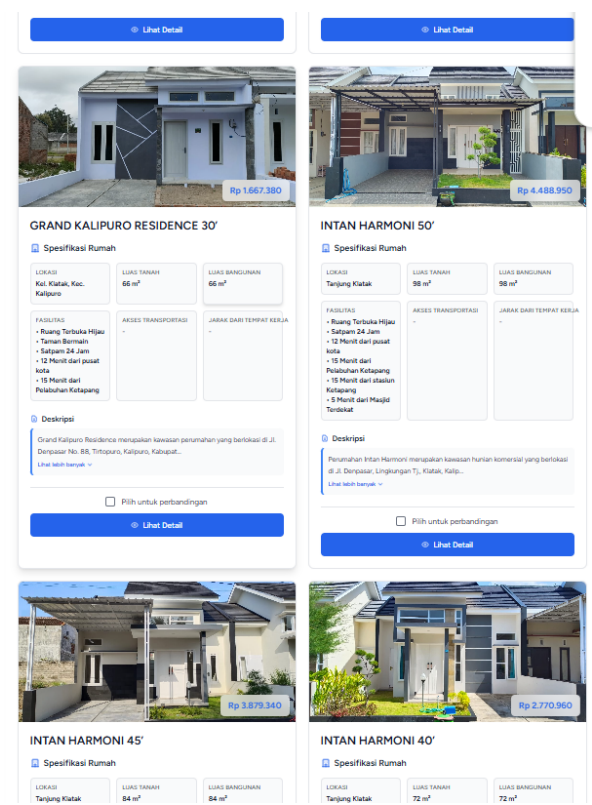 Lihat Detail
Lihat Detail
Rp 1.667.380
GRAND KALIPURO RESIDENCE 30'
Spesifikasi Rumah
LOKASI
Kel. Klatak, Kec.
Kalipuro
LUAS TANAH
66 m²
LUAS BANGUNAN
66 m²
FASILITAS
• Ruang Terbuka Hijau
• Taman Bermain
• Satpam 24 Jam
• 12 Menit dari pusat
kota
• 15 Menit dari
Pelabuhan Ketapang
AKSES TRANSPORTASI
-
JARAK DARI TEMPAT KERJA
-
Deskripsi
Grand Kalipuro Residence merupakan kawasan perumahan yang berlokasi di Jl.
Denpasar No. 88, Tirtopuro, Kalipuro, Kabupat...
Lihat lebih banyak
Pilih untuk perbandingan
Lihat Detail
Rp 4.488.950
INTAN HARMONI 50'
Spesifikasi Rumah
LOKASI
Tanjung Klatak
LUAS TANAH
98 m²
LUAS BANGUNAN
98 m²
FASILITAS
• Ruang Terbuka Hijau
• Satpam 24 Jam
• 12 Menit dari pusat
kota
• 15 Menit dari
Pelabuhan Ketapang
• 15 Menit dari stasiun
Ketapang
• 5 Menit dari Masjid
Terdekat
AKSES TRANSPORTASI
-
JARAK DARI TEMPAT KERJA
-
Deskripsi
Perumahan Intan Harmoni merupakan kawasan hunian komersial yang berlokasi
di Jl. Denpasar, Lingkungan Tj., Klatak, Kalip...
Lihat lebih banyak
Pilih untuk perbandingan
Lihat Detail
Rp 3.879.340
INTAN HARMONI 45'
Spesifikasi Rumah
LOKASI
Tanjung Klatak
LUAS TANAH
84 m²
LUAS BANGUNAN
84 m²
Rp 2.770.960
INTAN HARMONI 40'
Spesifikasi Rumah
LOKASI
Tanjung Klatak
LUAS TANAH
72 m²
LUAS BANGUNAN
72 m²